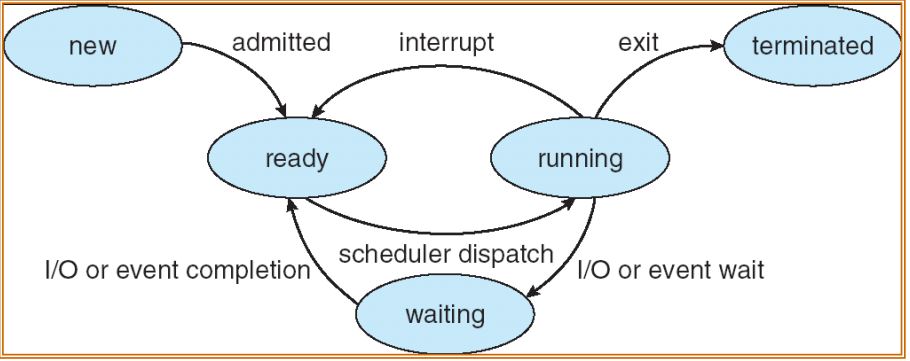 new
admitted
interrupt
exit
terminated
ready
running
I/O or event completion
scheduler dispatch
I/O or event wait
waiting